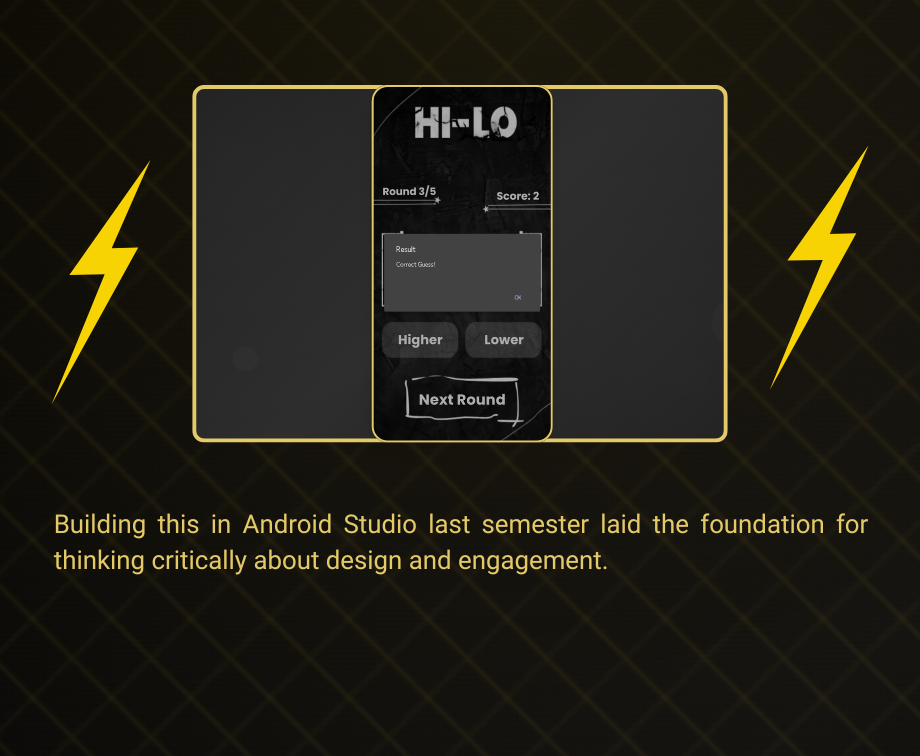 HI-LO
Round 3/5
Score: 2
Result
Correct Guess!
OK
Higher
Lower
Next Round
Building this in Android Studio last semester laid the foundation for
thinking critically about design and engagement.